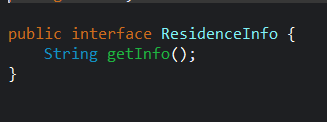 public interface ResidenceInfo {
    String getInfo();
}